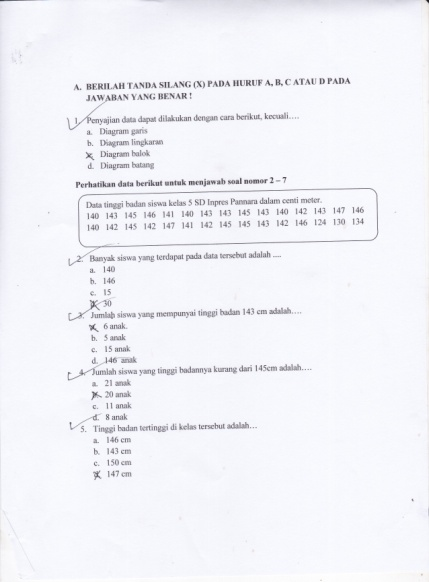 A. BERILAH TANDA SILANG (X) PADA HURUF A, B, C ATAU D PADA
JAWABAN YANG BENAR !
1. Penyajian data dapat dilakukan dengan cara berikut, kecuali….
a. Diagram garis
b. Diagram lingkaran
c. Diagram balok
d. Diagram batang
Perhatikan data berikut untuk menjawab soal nomor 2 – 7
Data tinggi badan siswa kelas 5 SD Inpres Pannara dalam centi meter.
140 143 145 146 141 140 143 143 145 143 140 142 143 147 146
140 142 145 142 147 141 142 145 145 143 142 146 124 130 134
2. Banyak siswa yang terdapat pada data tersebut adalah ....
a. 140
b. 146
c. 15
d. 30
3. Jumlah siswa yang mempunyai tinggi badan 143 cm adalah….
a. 6 anak.
b. 5 anak
c. 15 anak
d. 146 anak
4. Jumlah siswa yang tinggi badannya kurang dari 145cm adalah….
a. 21 anak
b. 20 anak
c. 11 anak
d. 8 anak
5. Tinggi badan tertinggi di kelas tersebut adalah…
a. 146 cm
b. 143 cm
c. 150 cm
d. 147 cm